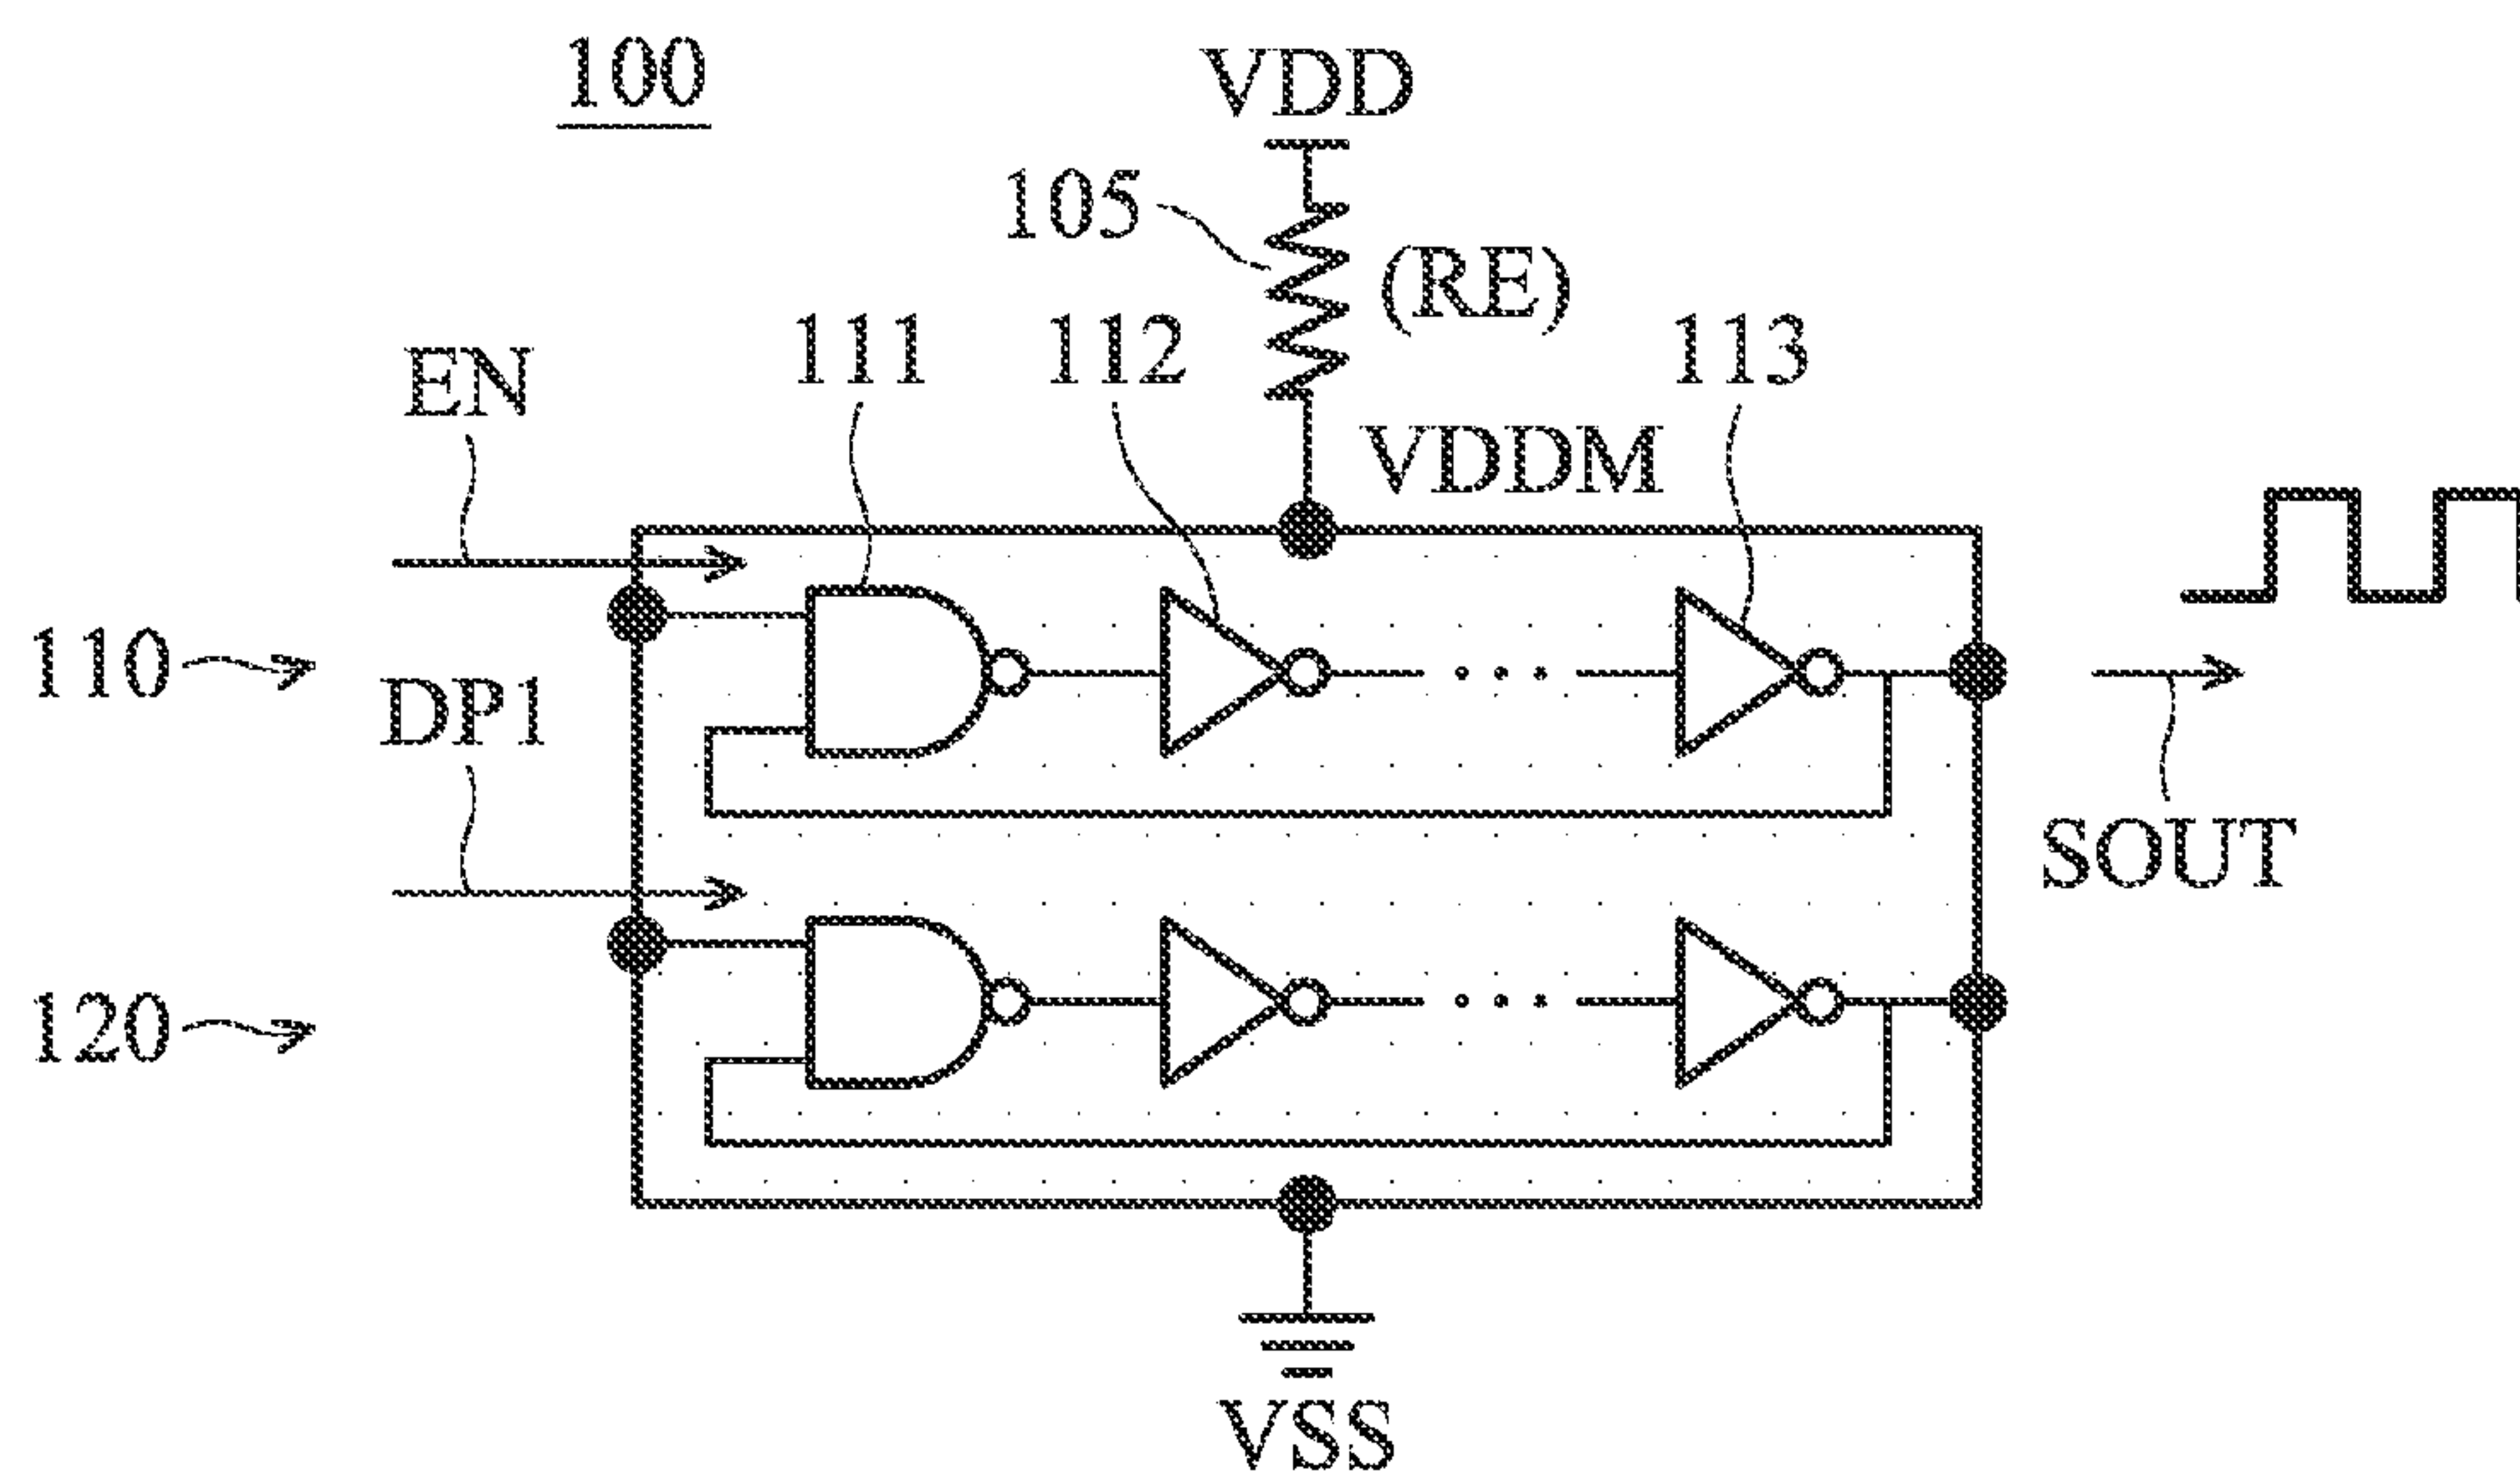 100
VDD
105
(RE)
111
112
113
EN
VDDM
110
DP1
SOUT
120
VSS